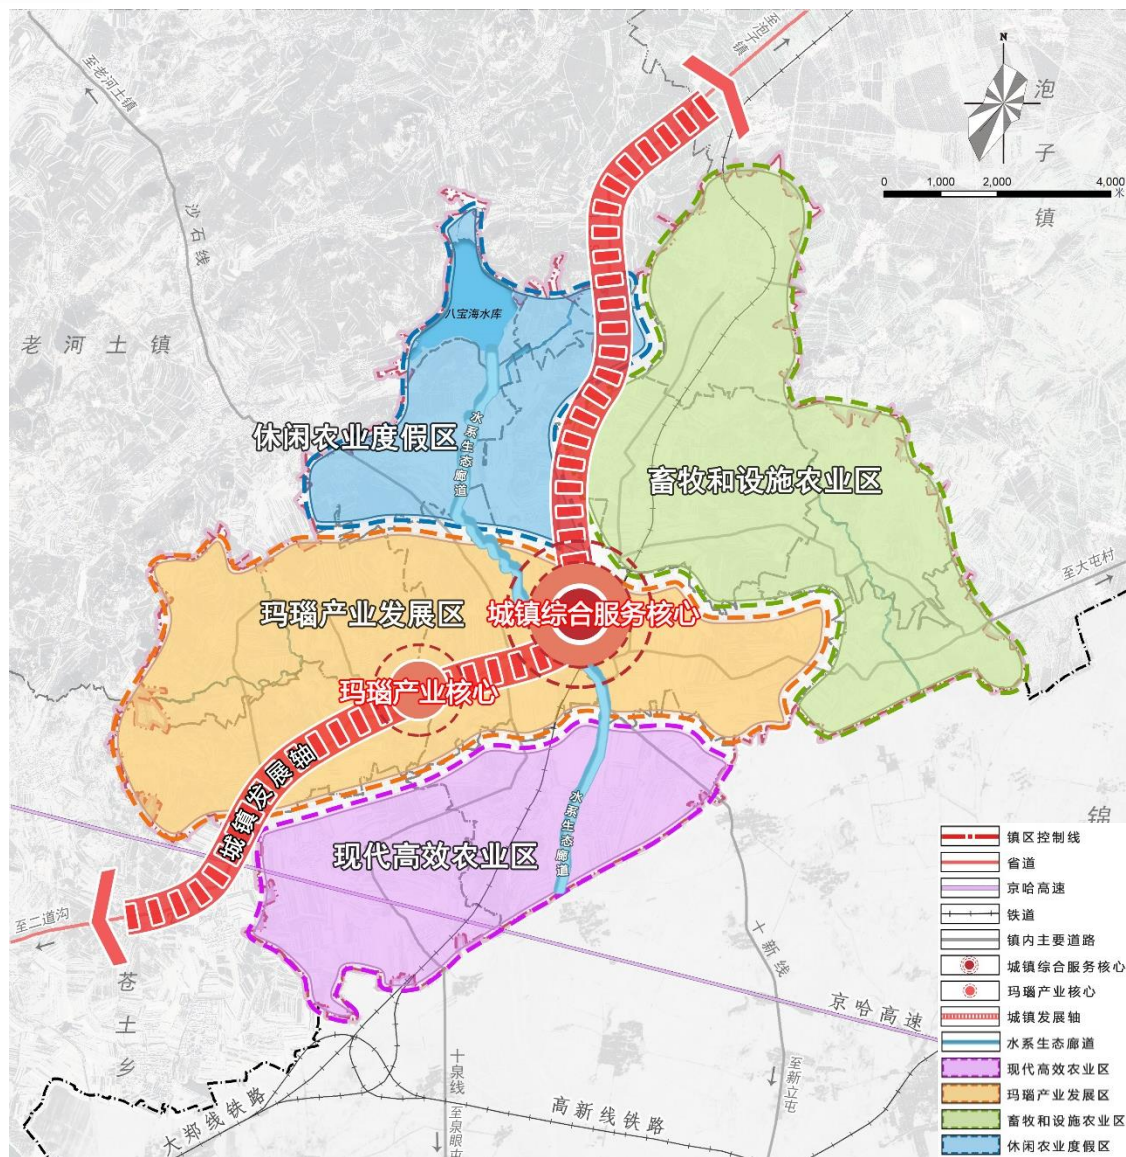 至泡子镇
至老河土镇
N
泡子镇
0 1,000 2,000 4,000
米
沙石线
八宝海水库
老河土镇
休闲农业度假区
水系生态廊道
畜牧和设施农业区
至大屯村
玛瑙产业发展区
城镇综合服务核心
玛瑙产业核心
城镇发展轴
水系生态廊道
现代高效农业区
锦
至二道沟
苍土乡
十新线
京哈高速
十泉线
至泉眼屯
至新立屯
大郑线铁路
高新线铁路
镇区控制线
省道
京哈高速
铁道
镇内主要道路
城镇综合服务核心
玛瑙产业核心
城镇发展轴
水系生态廊道
现代高效农业区
玛瑙产业发展区
畜牧和设施农业区
休闲农业度假区